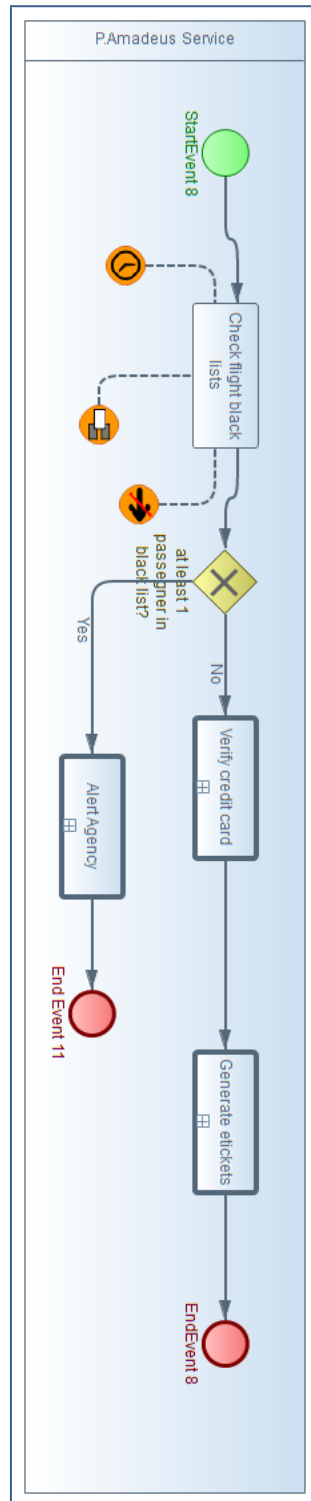 P.Amadeus Service
StartEvent 8
Check flight black
lists
at least 1
passegner in
black list?
No
Yes
Verify credit card
Alert Agency
End Event 11
Generate etickets
EndEvent 8